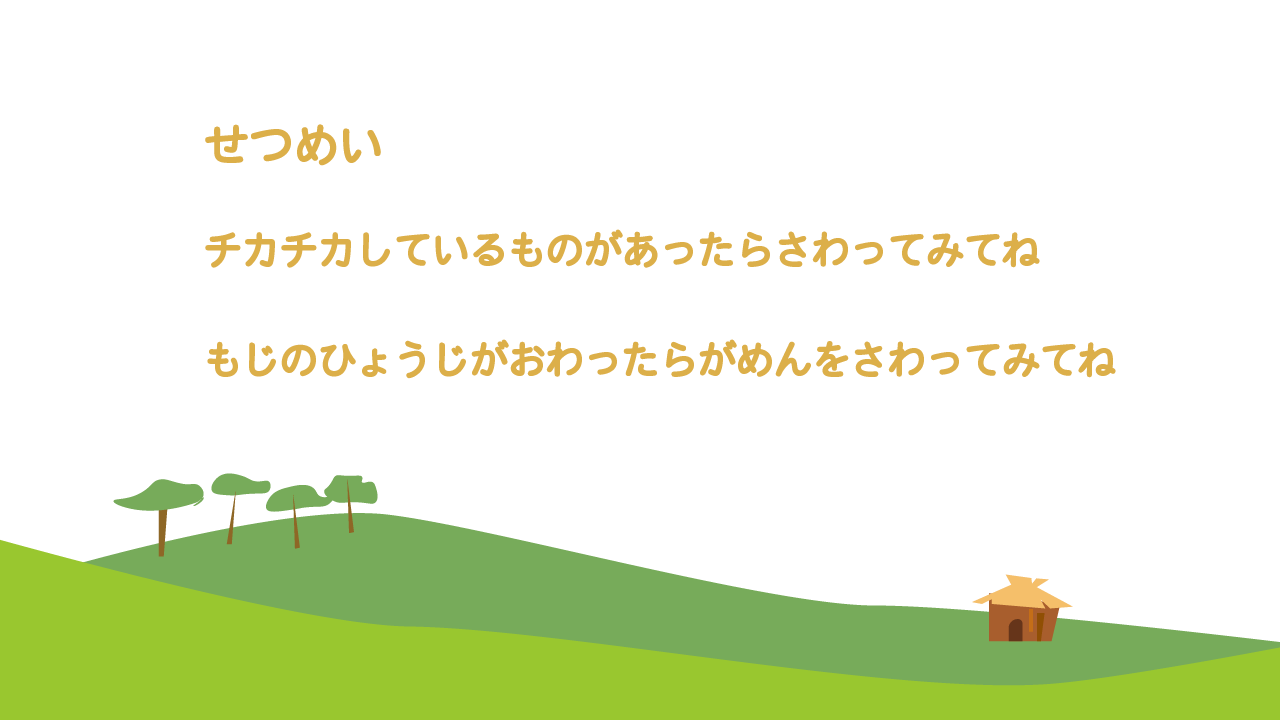 せつめい
チカチカしているものがあったらさわってみてね
もじのひょうじがおわったらがめんをさわってみてね